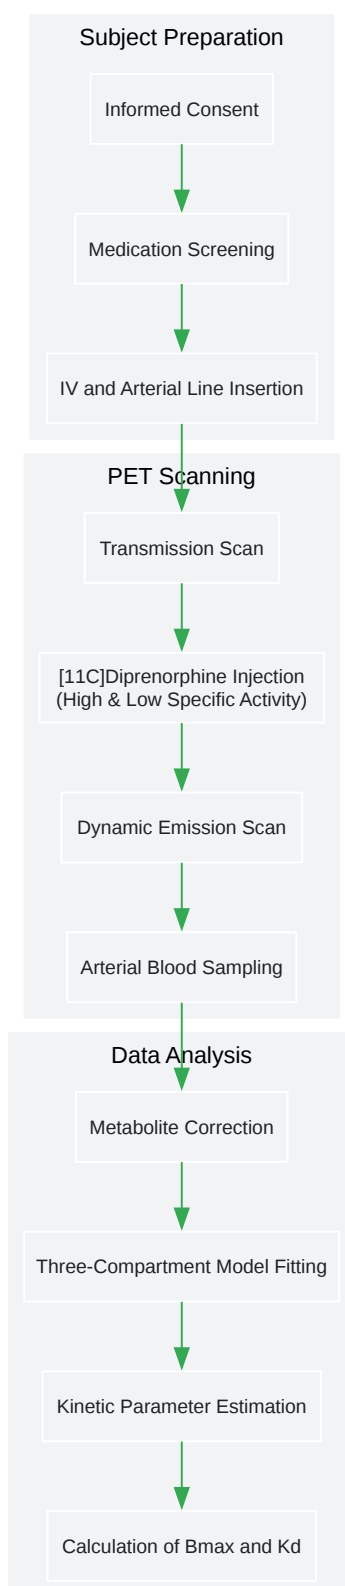 Subject Preparation
Informed Consent
Medication Screening
IV and Arterial Line Insertion
PET Scanning
Transmission Scan
[11C]Diprenorphine Injection
(High & Low Specific Activity)
Dynamic Emission Scan
Arterial Blood Sampling
Data Analysis
Metabolite Correction
Three-Compartment Model Fitting
Kinetic Parameter Estimation
Calculation of Bmax and Kd